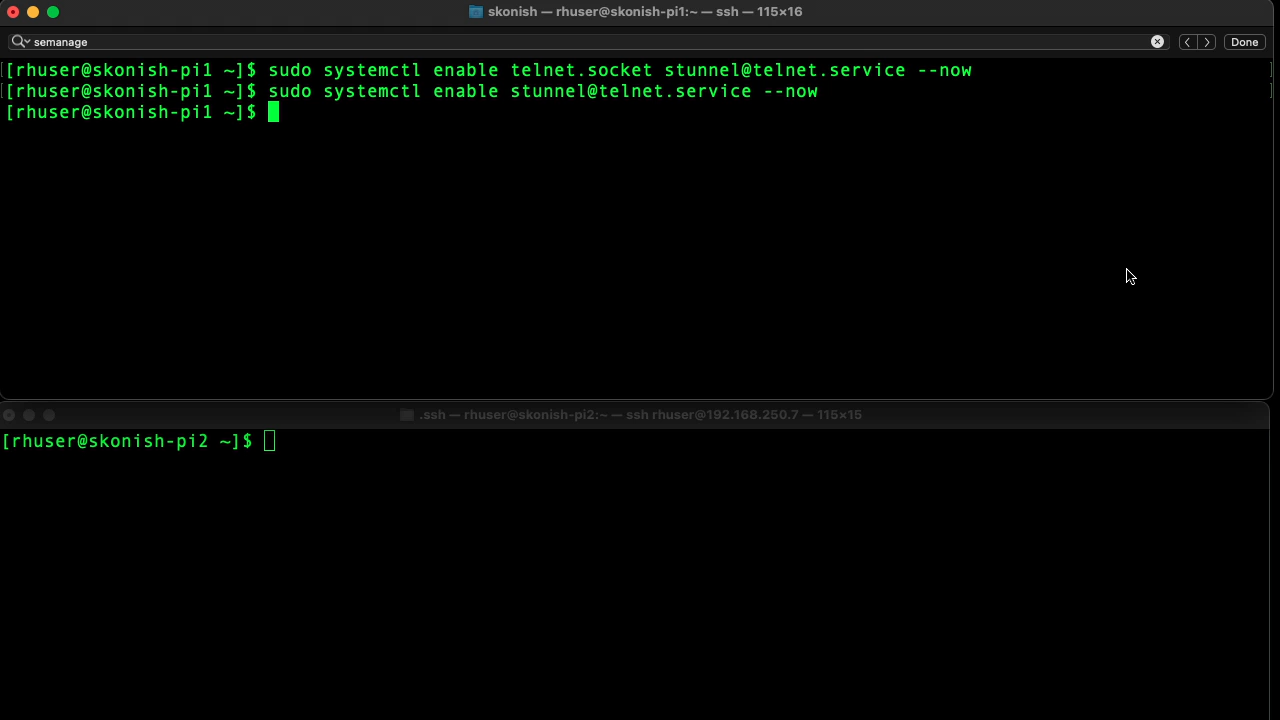 skonish — rhuser@skonish-pi1:~ — ssh — 115×16
semanage
Done
[rhuser@skonish-pi1 ~]$ sudo systemctl enable telnet.socket stunnel@telnet.service --now
[rhuser@skonish-pi1 ~]$ sudo systemctl enable stunnel@telnet.service --now
[rhuser@skonish-pi1 ~]$
.ssh — rhuser@skonish-pi2:~ — ssh rhuser@192.168.250.7 — 115×15
[rhuser@skonish-pi2 ~]$